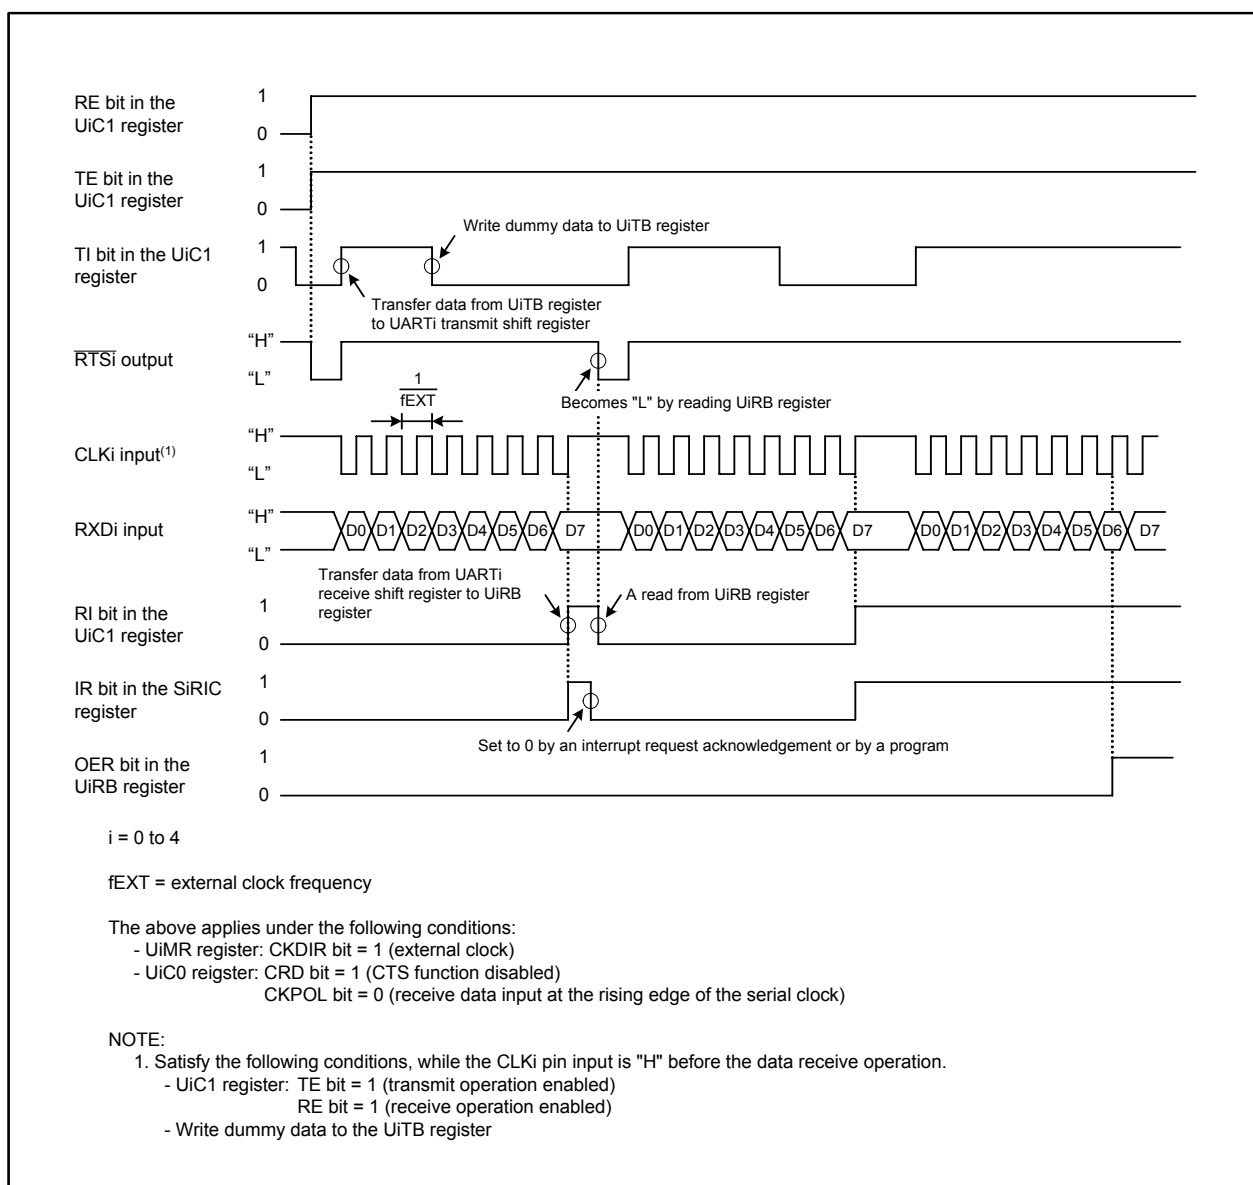 RE bit in the
UiC1 register
1
0
TE bit in the
UiC1 register
1
0
Write dummy data to UiTB register
TI bit in the UiC1
register
1
0
Transfer data from UiTB register
to UARTi transmit shift register
RTSi output
“H”
“L”
1
fEXT
Becomes "L" by reading UiRB register
CLKi input(1)
“H”
“L”
RXDi input
“H”
“L”
D0 D1 D2 D3 D4 D5 D6 D7 D0 D1 D2 D3 D4 D5 D6 D7 D0 D1 D2 D3 D4 D5 D6 D7
Transfer data from UARTi
receive shift register to UiRB
register
A read from UiRB register
RI bit in the
UiC1 register
1
0
IR bit in the SiRIC
register
1
0
Set to 0 by an interrupt request acknowledgement or by a program
OER bit in the
UiRB register
1
0
i = 0 to 4
fEXT = external clock frequency
The above applies under the following conditions:
- UiMR register: CKDIR bit = 1 (external clock)
- UiC0 reigster: CRD bit = 1 (CTS function disabled)
CKPOL bit = 0 (receive data input at the rising edge of the serial clock)
NOTE:
1. Satisfy the following conditions, while the CLKi pin input is "H" before the data receive operation.
- UiC1 register: TE bit = 1 (transmit operation enabled)
RE bit = 1 (receive operation enabled)
- Write dummy data to the UiTB register